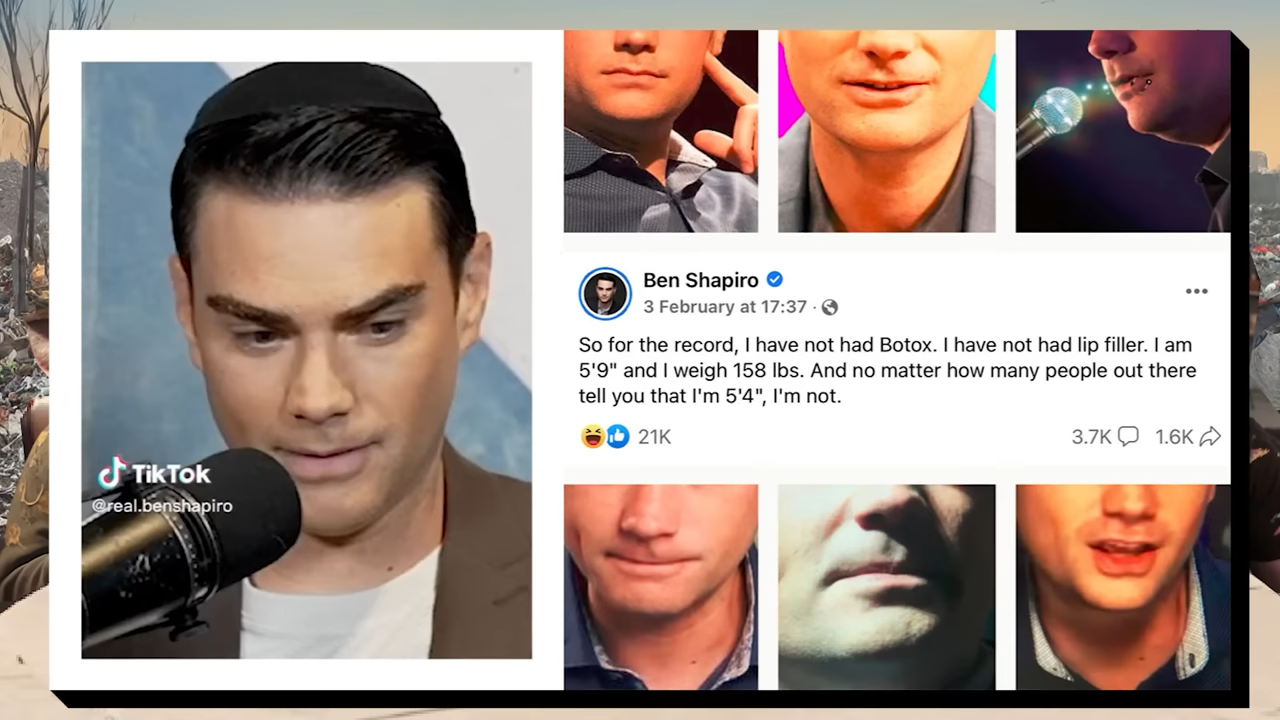 TikTok
@real.benshapiro
Ben Shapiro
3 February at 17:37 ·
So for the record, I have not had Botox. I have not had lip filler. I am
5'9" and I weigh 158 lbs. And no matter how many people out there
tell you that I'm 5'4", I'm not.
21K
3.7K
1.6K